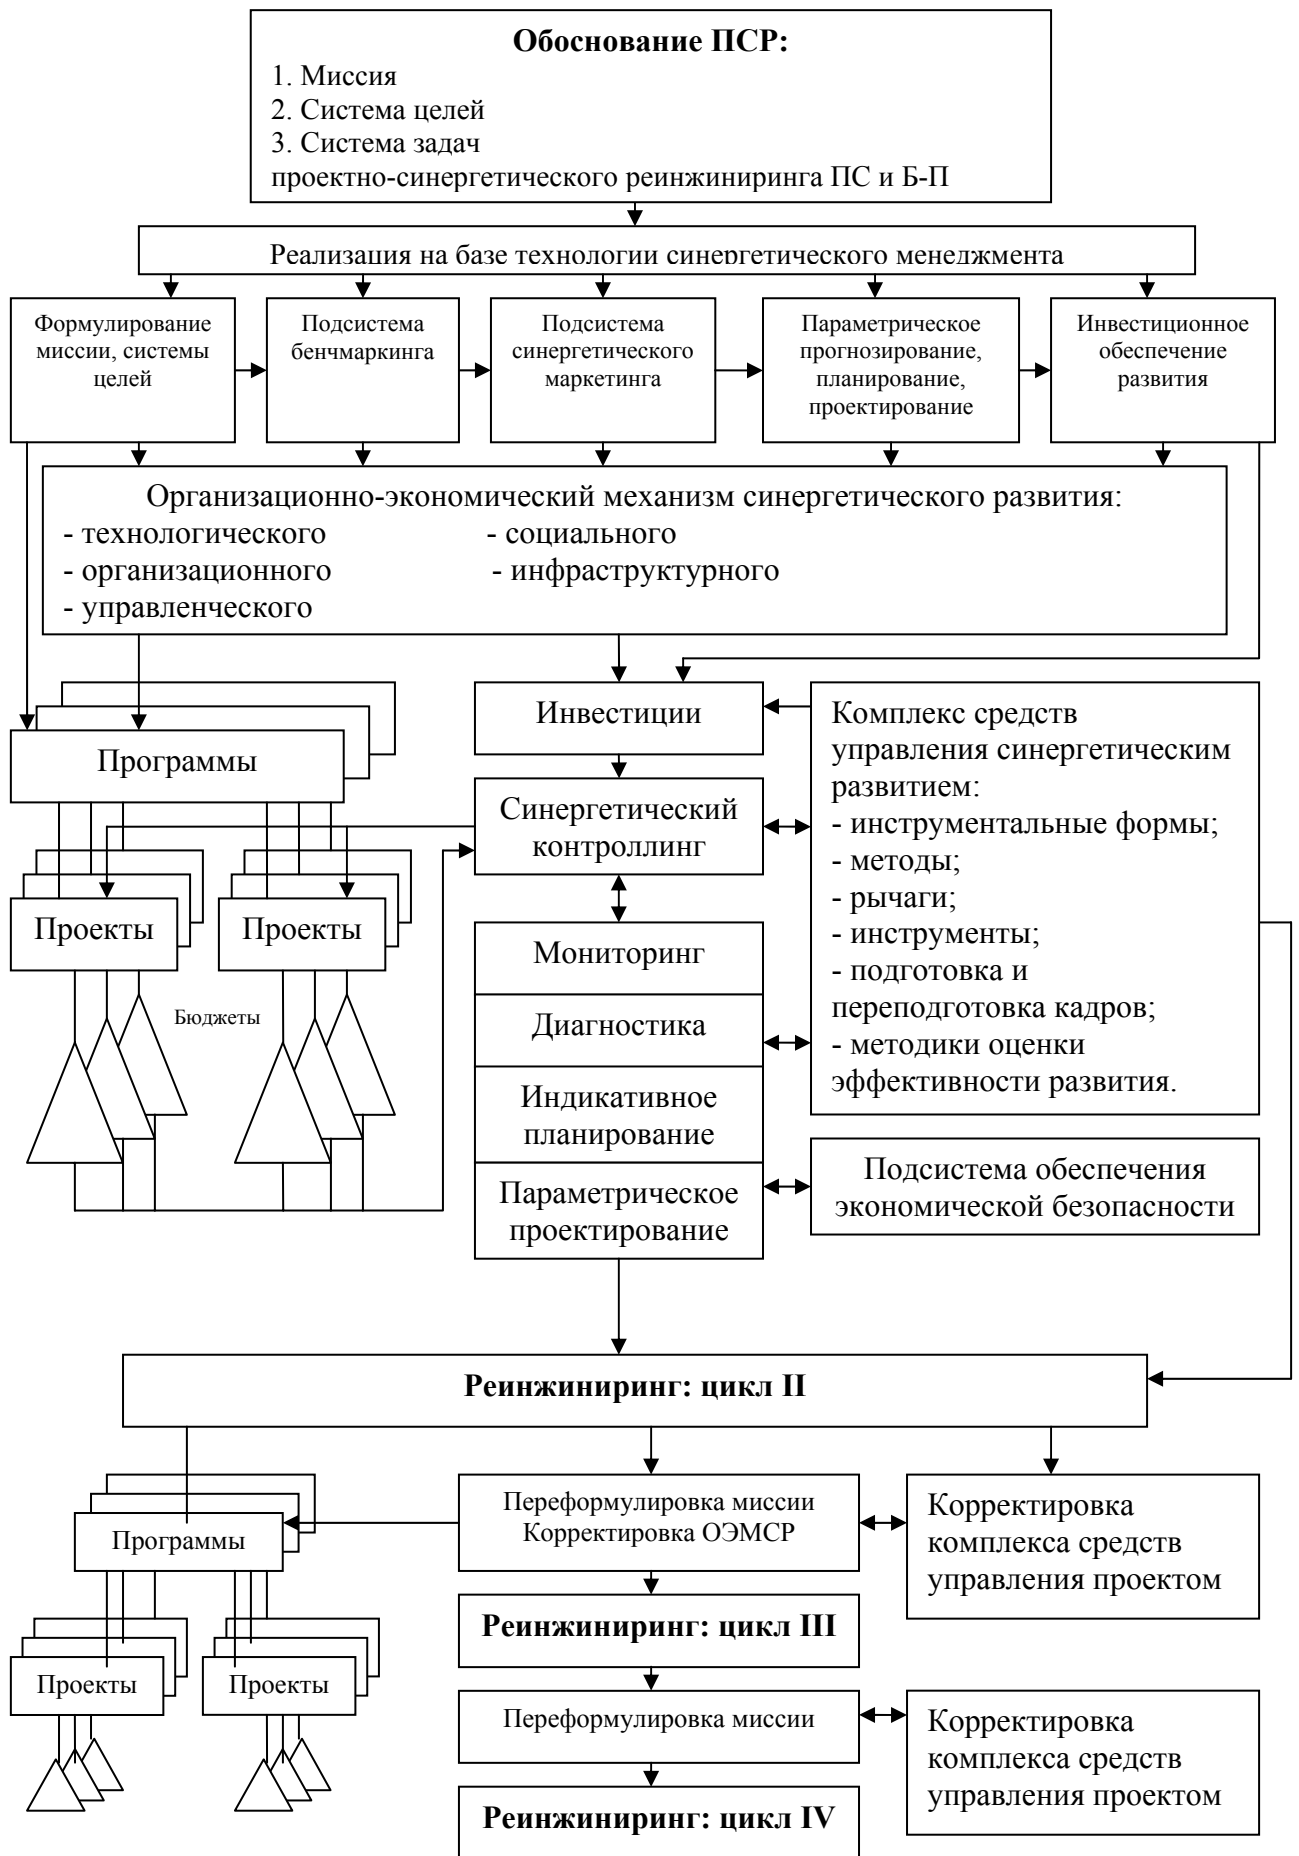 Обоснование ПСР:
1. Миссия
2. Система целей
3. Система задач
проектно-синергетического реинжиниринга ПС и Б-П
Реализация на базе технологии синергетического менеджмента
Формулирование
миссии, системы
целей
Подсистема
бенчмаркинга
Подсистема
синергетического
маркетинга
Параметрическое
прогнозирование,
планирование,
проектирование
Инвестиционное
обеспечение
развития
Организационно-экономический механизм синергетического развития:
- технологического - социального
- организационного - инфраструктурного
- управленческого
Программы
Проекты
Проекты
Бюджеты
Инвестиции
Синергетический
контроллинг
Мониторинг
Диагностика
Индикативное
планирование
Параметрическое
проектирование
Комплекс средств
управления синергетическим
развитием:
- инструментальные формы;
- методы;
- рычаги;
- инструменты;
- подготовка и
переподготовка кадров;
- методики оценки
эффективности развития.
Подсистема обеспечения
экономической безопасности
Реинжиниринг: цикл II
Программы
Проекты
Проекты
Переформулировка миссии
Корректировка ОЭМСР
Корректировка
комплекса средств
управления проектом
Реинжиниринг: цикл III
Переформулировка миссии
Корректировка
комплекса средств
управления проектом
Реинжиниринг: цикл IV